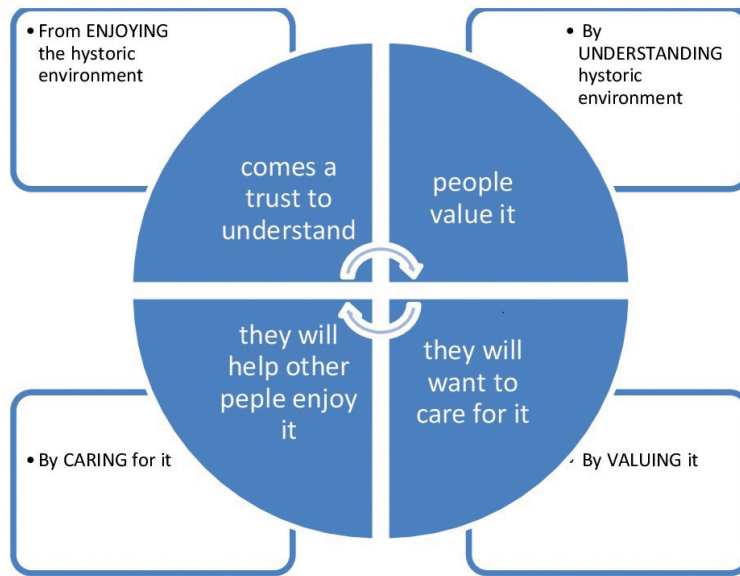 • From ENJOYING
the hystoric
environment
comes a
trust to
understand
• By
UNDERSTANDING
hystoric
environment
people
value it
• By VALUING it
they will
want to
care for it
• By CARING for it
they will
help other
peple enjoy
it